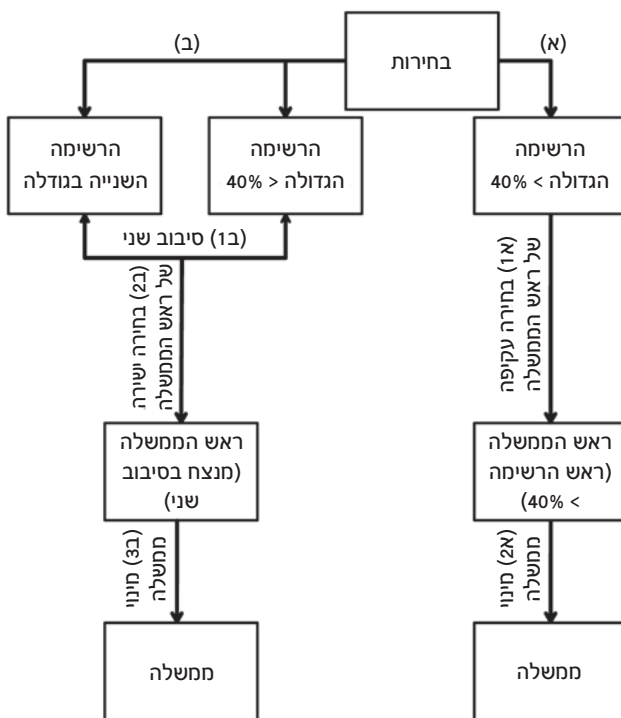 (א)
(ב)
בחירות
הרשימה
הגדולה > 40%
הרשימה
הגדולה < 40%
הרשימה
השנייה בגודלה
(ב1) סיבוב שני
(א1) בחירה עקיפה
של ראש הממשלה
(ב2) בחירה ישירה
של ראש הממשלה
ראש הממשלה
(ראש הרשימה
> 40%)
ראש הממשלה
(מנצח בסיבוב
שני)
(א2) מינוי
ממשלה
(ב3) מינוי
ממשלה
ממשלה
ממשלה